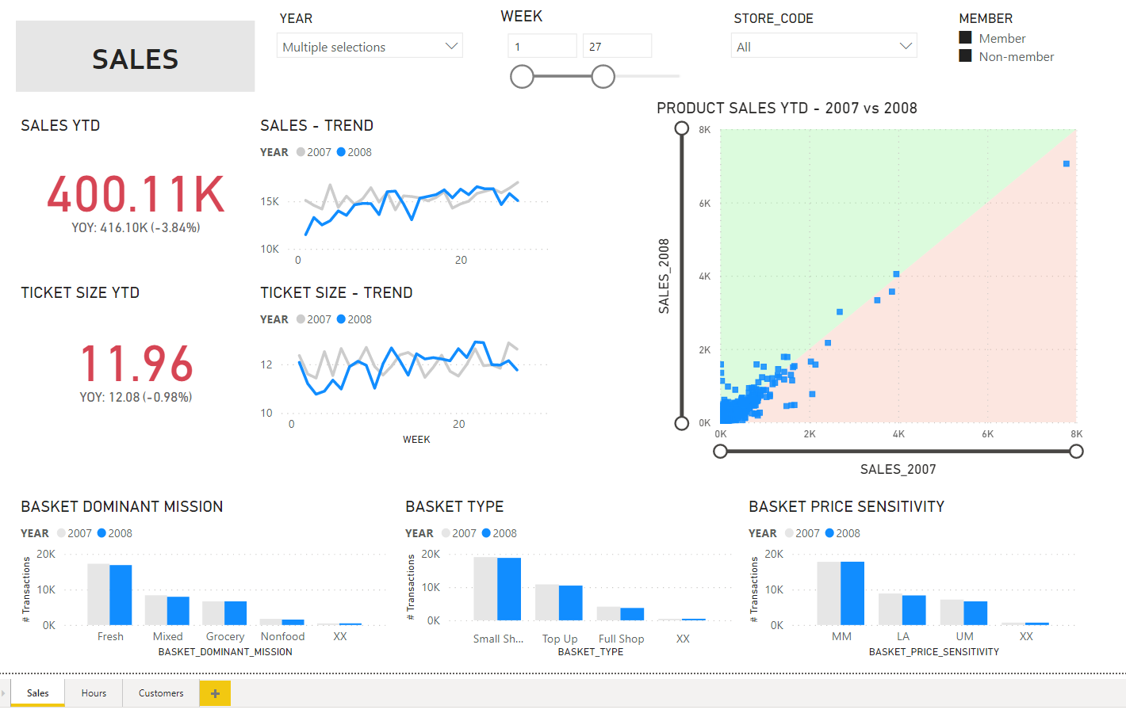 SALES
YEAR
Multiple selections
WEEK
1
27
STORE_CODE
All
MEMBER
Member
Non-member
SALES YTD
400.11K
YOY: 416.10K (-3.84%)
SALES - TREND
YEAR 2007 2008
15K
10K
0 20
PRODUCT SALES YTD - 2007 vs 2008
SALES_2008
8K
6K
4K
2K
0K
0K 2K 4K 6K 8K
SALES_2007
TICKET SIZE YTD
11.96
YOY: 12.08 (-0.98%)
TICKET SIZE - TREND
YEAR 2007 2008
12
10
0 20
WEEK
BASKET DOMINANT MISSION
YEAR 2007 2008
# Transactions
20K
10K
0K
Fresh Mixed Grocery Nonfood XX
BASKET_DOMINANT_MISSION
BASKET TYPE
YEAR 2007 2008
# Transactions
20K
10K
0K
Small Sh... Top Up Full Shop XX
BASKET_TYPE
BASKET PRICE SENSITIVITY
YEAR 2007 2008
# Transactions
20K
10K
0K
MM LA UM XX
BASKET_PRICE_SENSITIVITY
Sales Hours Customers +